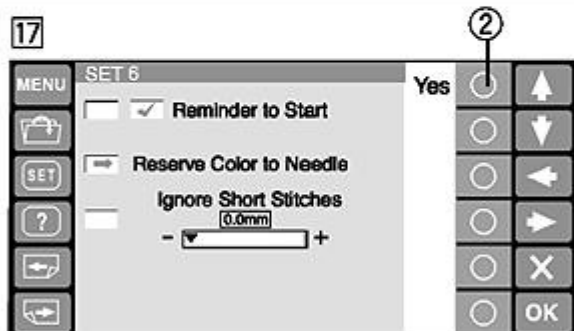 17
2
MENU
SET 6
Yes
Reminder to Start
SET
Reserve Color to Needle
?
Ignore Short Stitches
0.0mm
- +
X
OK